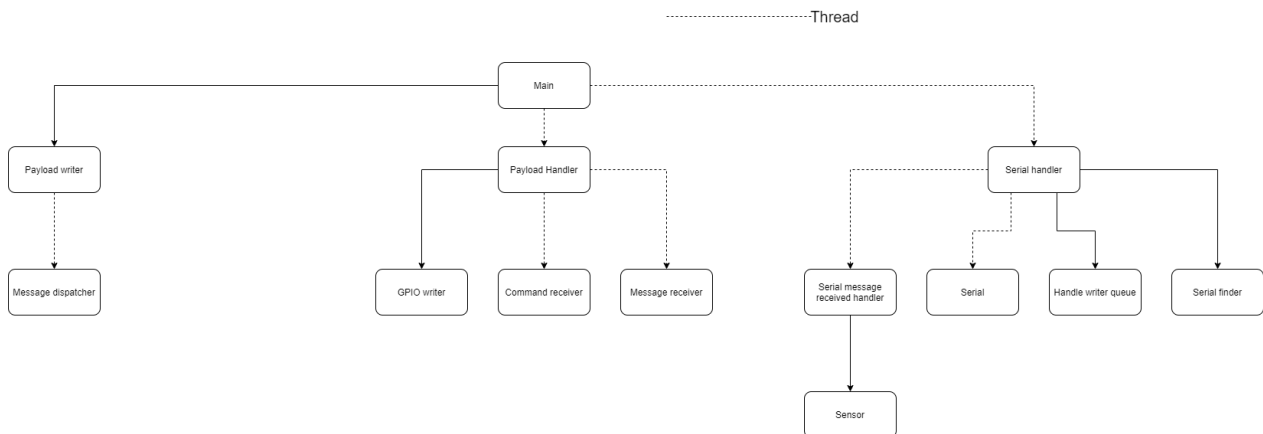 Thread
Main
Payload writer
Payload Handler
Serial handler
Message dispatcher
GPIO writer
Command receiver
Message receiver
Serial message
received handler
Serial
Handle writer queue
Serial finder
Sensor